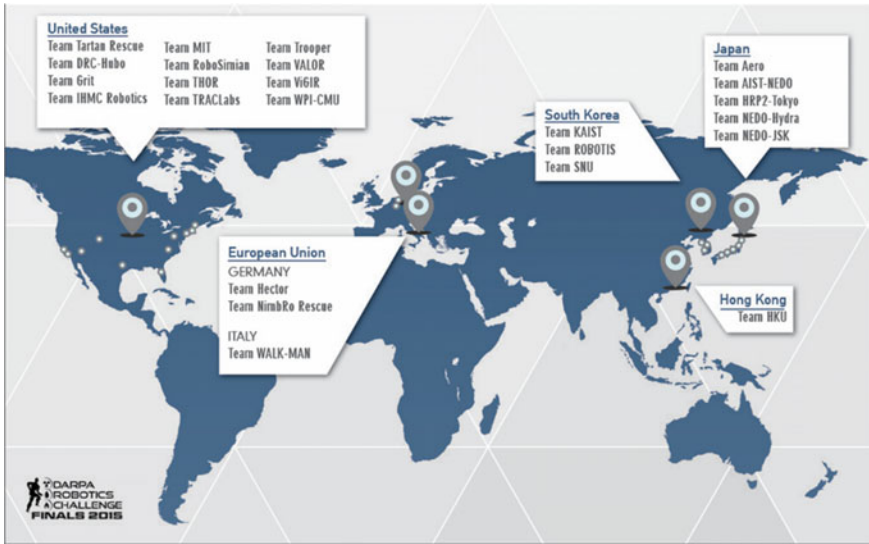 United States
Team Tartan Rescue
Team DRC-Hubo
Team Grit
Team IHMC Robotics
Team MIT
Team RoboSimian
Team THOR
Team TRACLabs
Team Trooper
Team VALOR
Team ViGIR
Team WPI-CMU
Japan
Team Aero
Team AIST-NEDO
Team HRP2-Tokyo
Team NEDO-Hydra
Team NEDO-JSK
South Korea
Team KAIST
Team ROBOTIS
Team SNU
European Union
GERMANY
Team Hector
Team NimbRo Rescue
ITALY
Team WALK-MAN
Hong Kong
Team HKU
DARPA
ROBOTICS
CHALLENGE
FINALS 2015